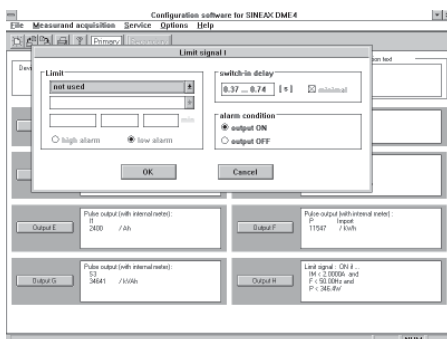 Configuration software for SINEAX DME4
File Measurand acquisition Service Options Help
Primary Secondary
Limit signal 1
Limit
not used
min
high alarm low alarm
switch-in delay
0.37 ... 0.74 [s] minimal
alarm condition
output ON
output OFF
OK Cancel
Output E
Pulse output (with internal meter) :
I1
2400 / Ah
Output F
Pulse output (with internal meter) :
P Import
11547 / kWh
Output G
Pulse output (with internal meter) :
S3
34641 / kVAh
Output H
Limit signal : ON if ...
IM < 2.0000A and
F < 50.00Hz and
P < 346.4W
NUM